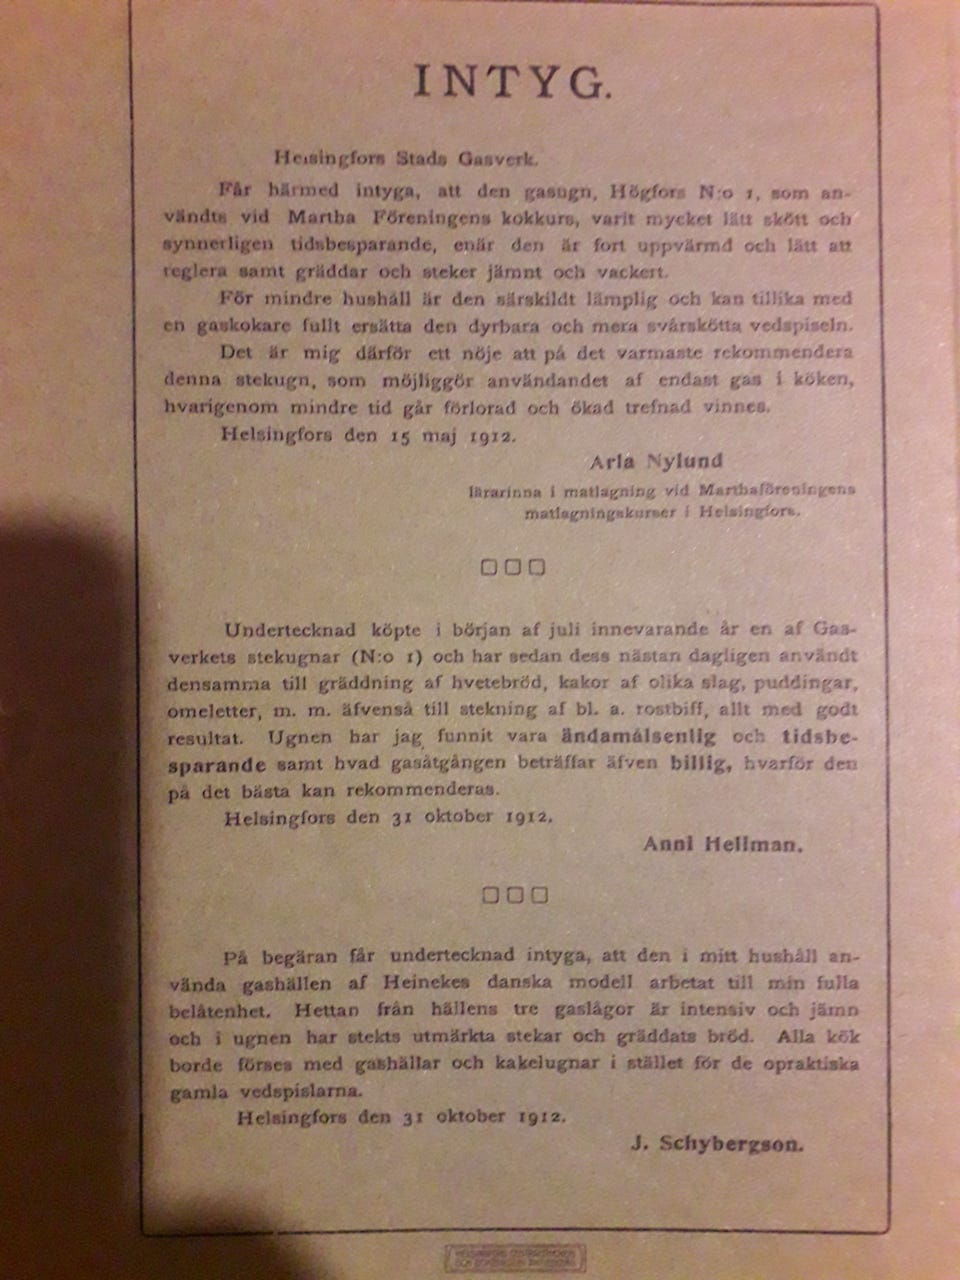 INTYG.
Helsingfors Stads Gasverk.
Får härmed intyga, att den gasugn, Högfors N:o 1, som an-
vändts vid Martha Föreningens kokkurs, varit mycket lätt skött och
synnerligen tidsbesparande, enär den är fort uppvärmd och lätt att
reglera samt gräddar och steker jämnt och vackert.
För mindre hushåll är den särskildt lämplig och kan tillika med
en gaskokare fullt ersätta den dyrbara och mera svårskötta vedspiseln.
Det är mig därför ett nöje att på det varmaste rekommendera
denna stekugn, som möjliggör användandet af endast gas i köken,
hvarigenom mindre tid går förlorad och ökad trefnad vinnes.
Helsingfors den 15 maj 1912.
Arla Nylund
lärarinna i matlagning vid Marthaföreningens
matlagningskurser i Helsingfors.
Undertecknad köpte i början af juli innevarande år en af Gas-
verkets stekugnar (N:o 1) och har sedan dess nästan dagligen användt
densamma till gräddning af hvetebröd, kakor af olika slag, puddingar,
omeletter, m. m. äfvenså till stekning af bl. a. rostbiff, allt med godt
resultat. Ugnen har jag funnit vara ändamålsenlig och tidsbe-
sparande samt hvad gasåtgången beträffar äfven billig, hvarför den
på det bästa kan rekommenderas.
Helsingfors den 31 oktober 1912.
Anni Hellman.
På begäran får undertecknad intyga, att den i mitt hushåll an-
vända gashällen af Heinekes danska modell arbetat till min fulla
belåtenhet. Hettan från hällens tre gaslågor är intensiv och jämn
och i ugnen har stekts utmärkta stekar och gräddats bröd. Alla kök
borde förses med gashällar och kakelugnar i stället för de opraktiska
gamla vedspislarna.
Helsingfors den 31 oktober 1912.
J. Schybergson.